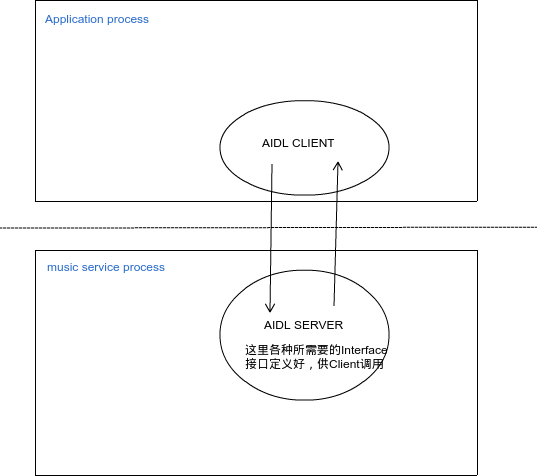 Application process
AIDL CLIENT
music service process
AIDL SERVER
这里各种所需要的Interface
接口定义好，供Client调用